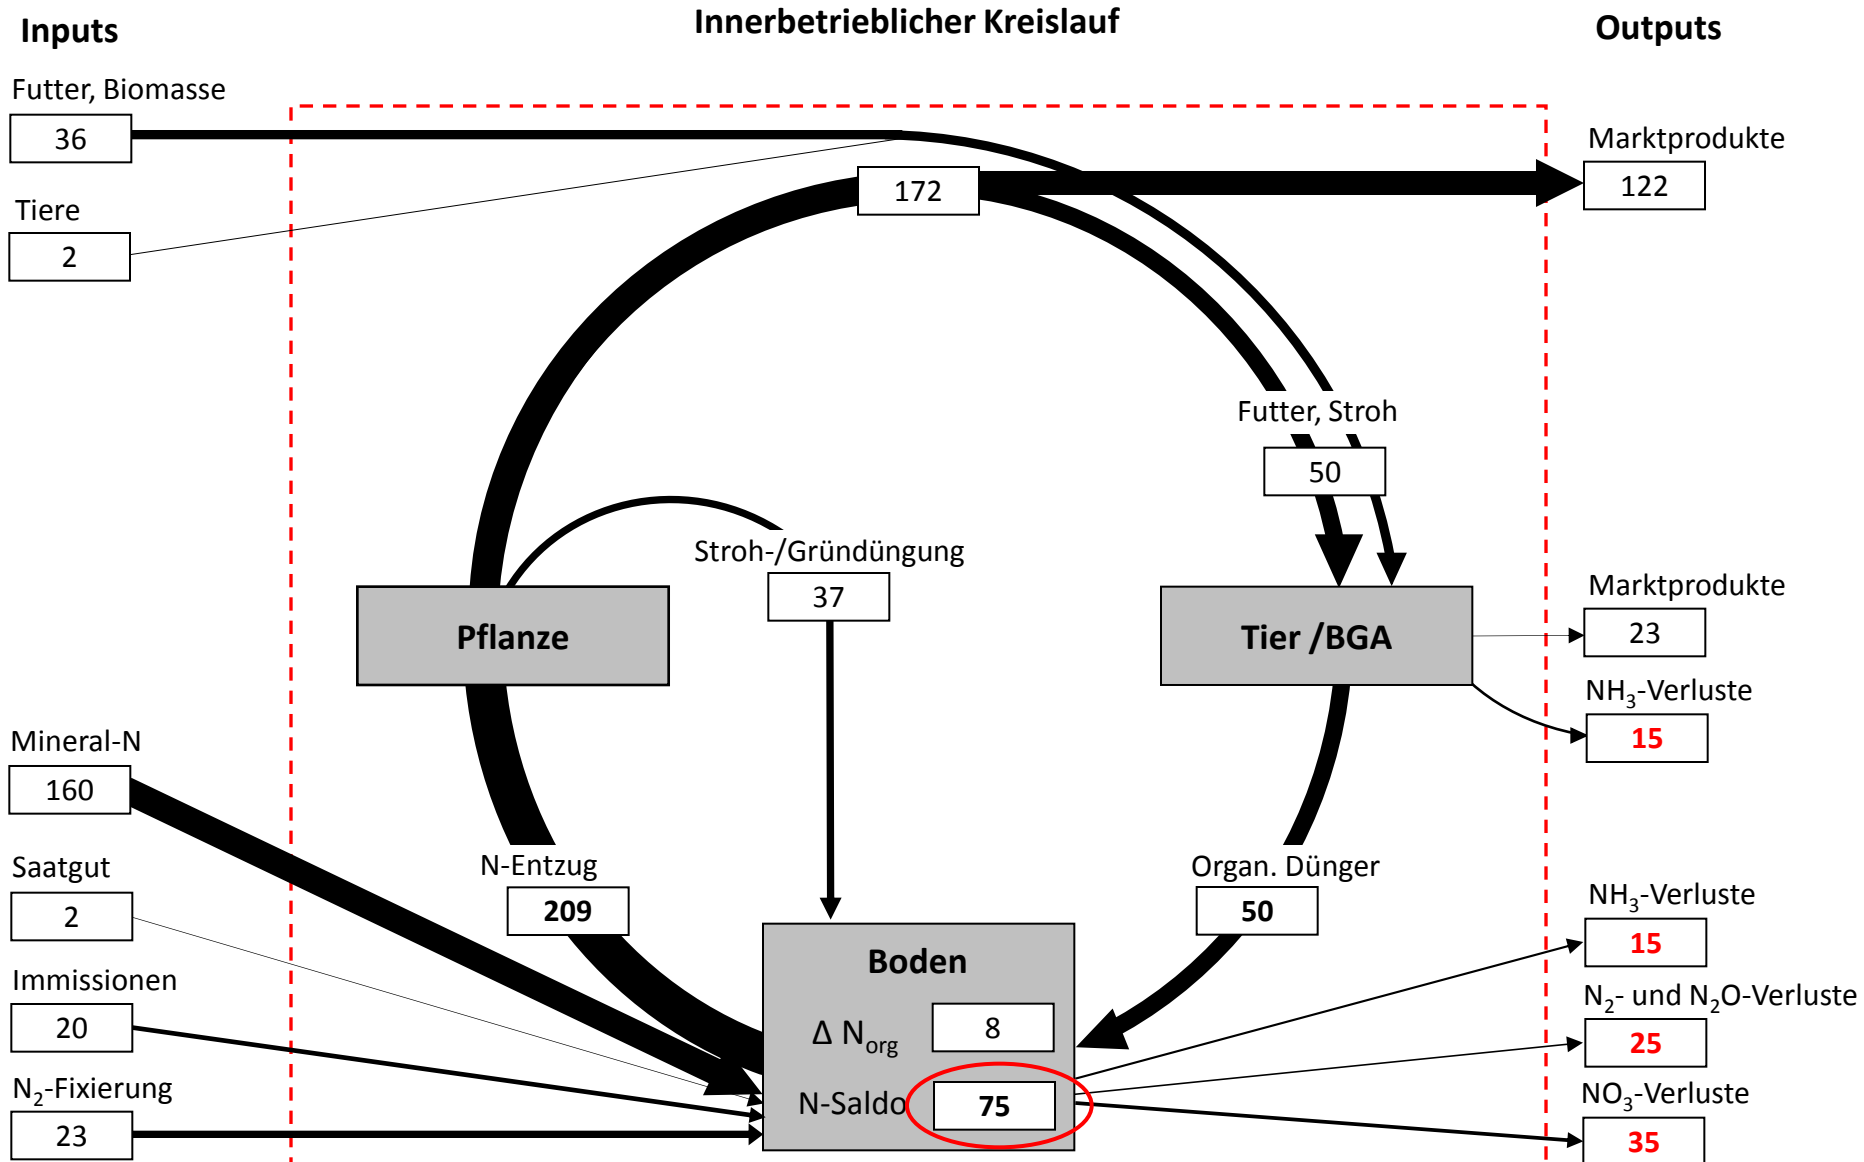 Innerbetrieblicher Kreislauf
Inputs
Outputs
Futter, Biomasse
36
Tiere
2
172
Marktprodukte
122
Futter, Stroh
50
Stroh-/Gründüngung
37
Pflanze
Tier /BGA
Marktprodukte
23
NH₃-Verluste
15
Mineral-N
160
Saatgut
2
Immissionen
20
N₂-Fixierung
23
N-Entzug
209
Organ. Dünger
50
Boden
Δ N_org 8
N-Saldo 75
NH₃-Verluste
15
N₂- und N₂O-Verluste
25
NO₃-Verluste
35